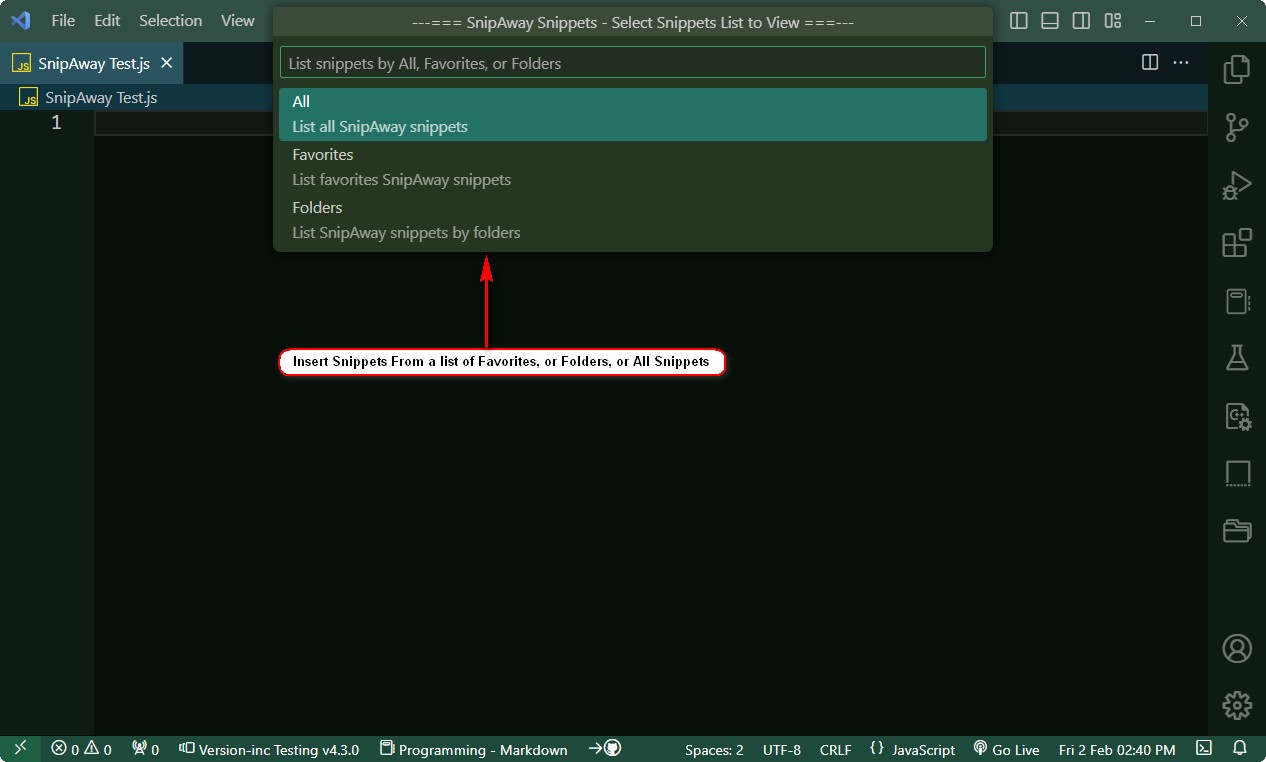 File Edit Selection View
---=== SnipAway Snippets - Select Snippets List to View ===---
JS SnipAway Test.js
List snippets by All, Favorites, or Folders
JS SnipAway Test.js
All
List all SnipAway snippets
1
Favorites
List favorites SnipAway snippets
Folders
List SnipAway snippets by folders
Insert Snippets From a list of Favorites, or Folders, or All Snippets
0 0 0 Version-inc Testing v4.3.0 Programming - Markdown Spaces: 2 UTF-8 CRLF {} JavaScript Go Live Fri 2 Feb 02:40 PM